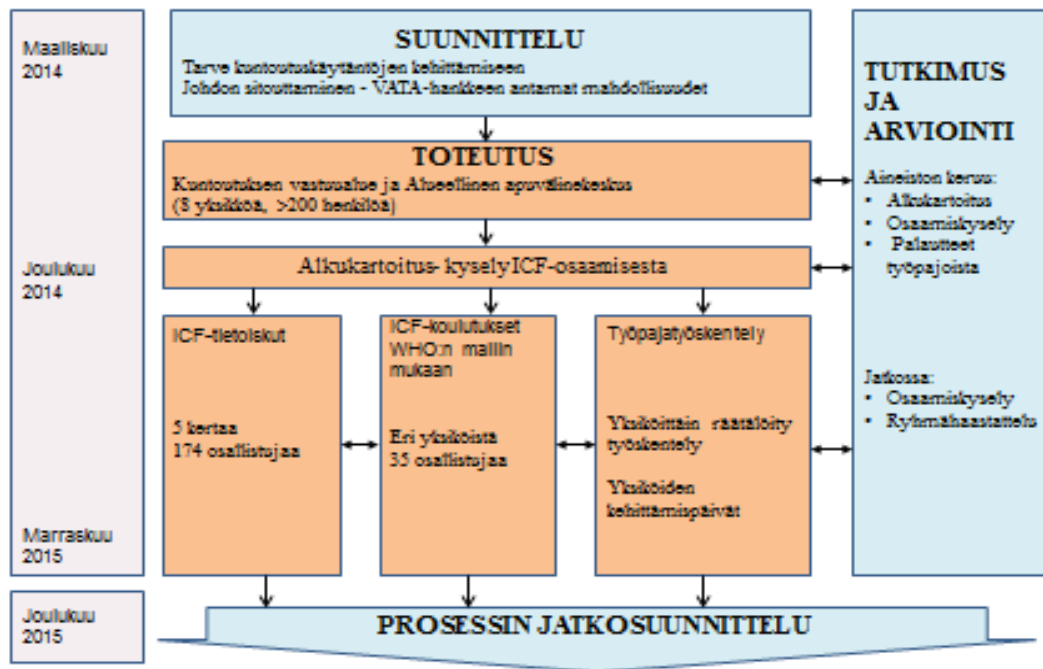 Maaliskuu
2014
SUUNNITTELU
Tarve kuntoutuskäytäntöjen kehittämiseen
Johdon sitouttaminen - VATA-hankkeen antamat mahdollisuudet
TOTEUTUS
Kuntoutuksen vastuualue ja Alueellinen apuvälinekeskus
(8 yksikköä, >200 henkilöä)
Joulukuu
2014
Alkukartoitus- kysely ICF-osaamisesta
ICF-tietoiskut
5 kertaa
174 osallistujaa
ICF-koulutukset
WHO:n mallin
mukaan
Eri yksiköistä
35 osallistujaa
Työpajatyöskentely
Yksiköittäin räätälöity
työskentely
Yksiköiden
kehittämispäivät
Marraskuu
2015
TUTKIMUS
JA
ARVIOINTI
Aineiston keruu:
• Alkukartoitus
• Osaamiskysely
• Palautteet
työpajoista
Jatkossa:
• Osaamiskysely
• Ryhmähaastattelu
Joulukuu
2015
PROSESSIN JATKOSUUNNITTELU